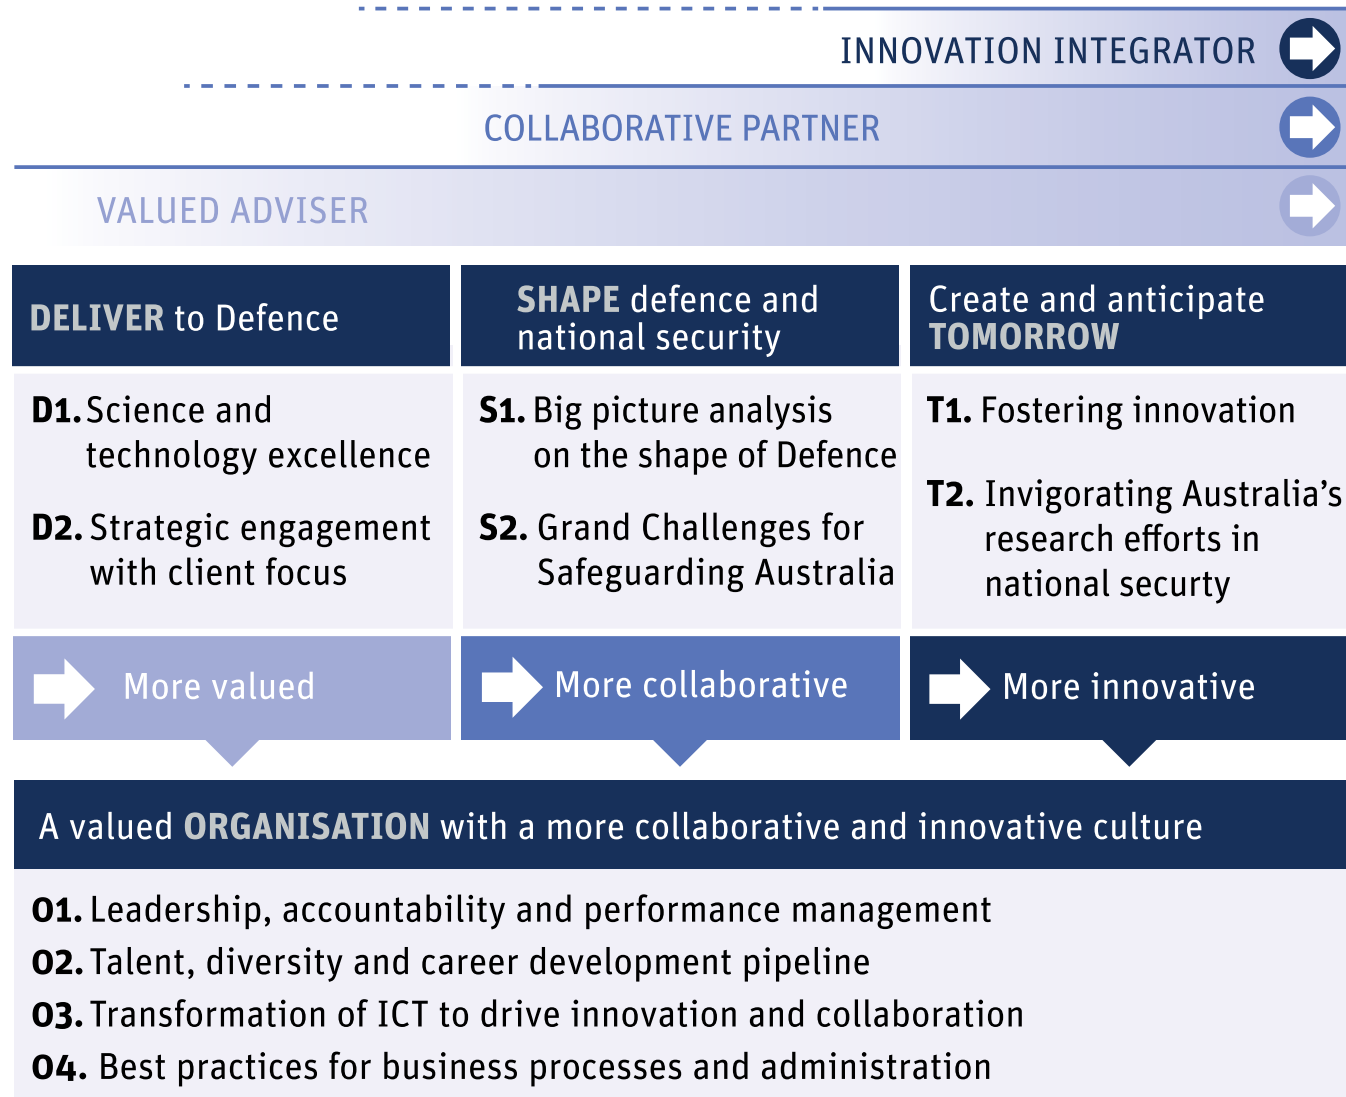 INNOVATION INTEGRATOR
COLLABORATIVE PARTNER
VALUED ADVISER
DELIVER to Defence
D1. Science and
technology excellence
D2. Strategic engagement
with client focus
More valued
SHAPE defence and
national security
S1. Big picture analysis
on the shape of Defence
S2. Grand Challenges for
Safeguarding Australia
More collaborative
Create and anticipate
TOMORROW
T1. Fostering innovation
T2. Invigorating Australia's
research efforts in
national securty
More innovative
A valued ORGANISATION with a more collaborative and innovative culture
O1. Leadership, accountability and performance management
O2. Talent, diversity and career development pipeline
O3. Transformation of ICT to drive innovation and collaboration
O4. Best practices for business processes and administration